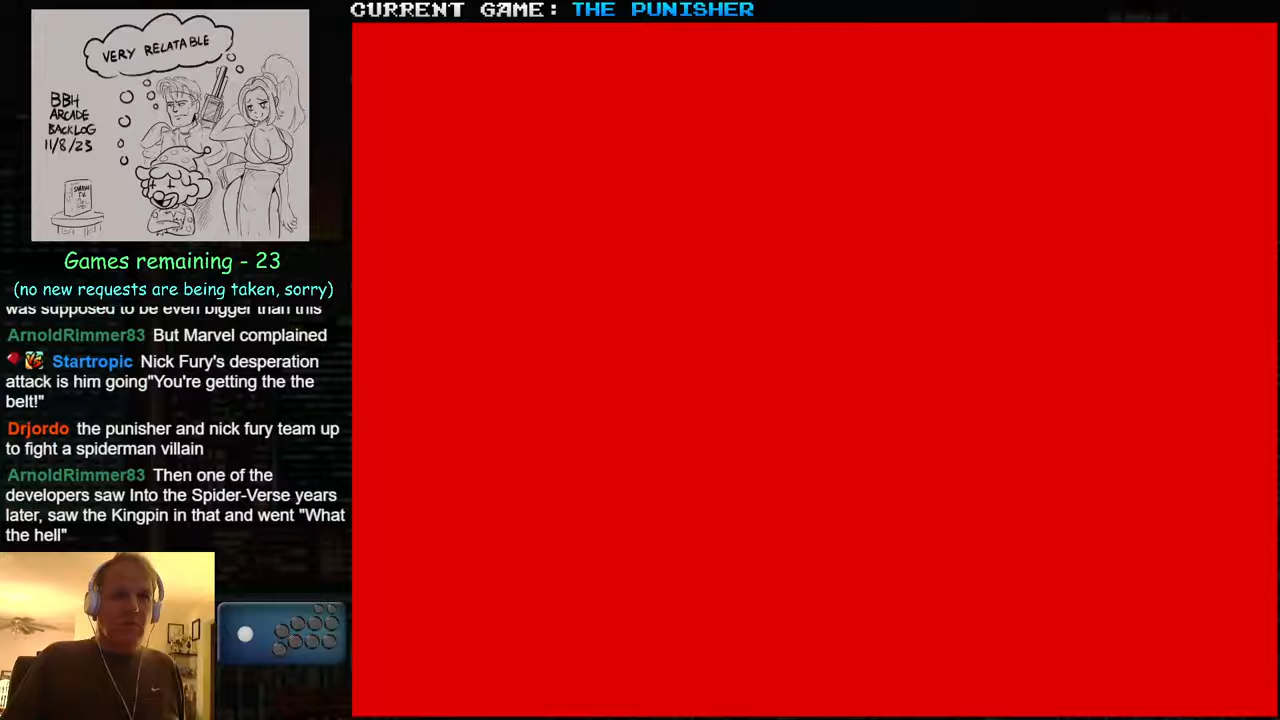 CURRENT GAME: THE PUNISHER
VERY RELATABLE
BBH
ARCADE
BACKLOG
11/8/23
Games remaining - 23
(no new requests are being taken, sorry)
was supposed to be even bigger than this
ArnoldRimmer83 But Marvel complained
Startropic Nick Fury's desperation
attack is him going"You're getting the the
belt!"
Drjordo the punisher and nick fury team up
to fight a spiderman villain
ArnoldRimmer83 Then one of the
developers saw Into the Spider-Verse years
later, saw the Kingpin in that and went "What
the hell"